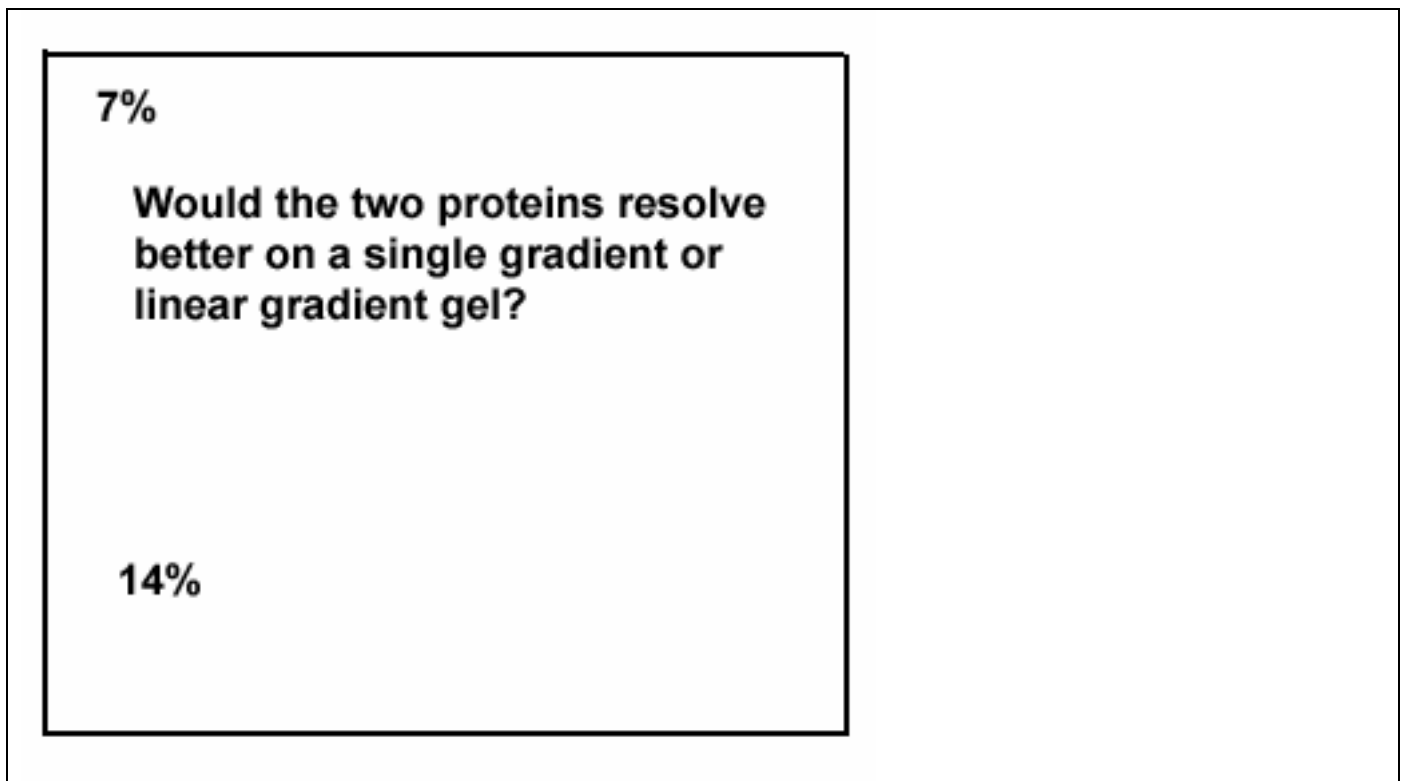 7%
Would the two proteins resolve
better on a single gradient or
linear gradient gel?
14%